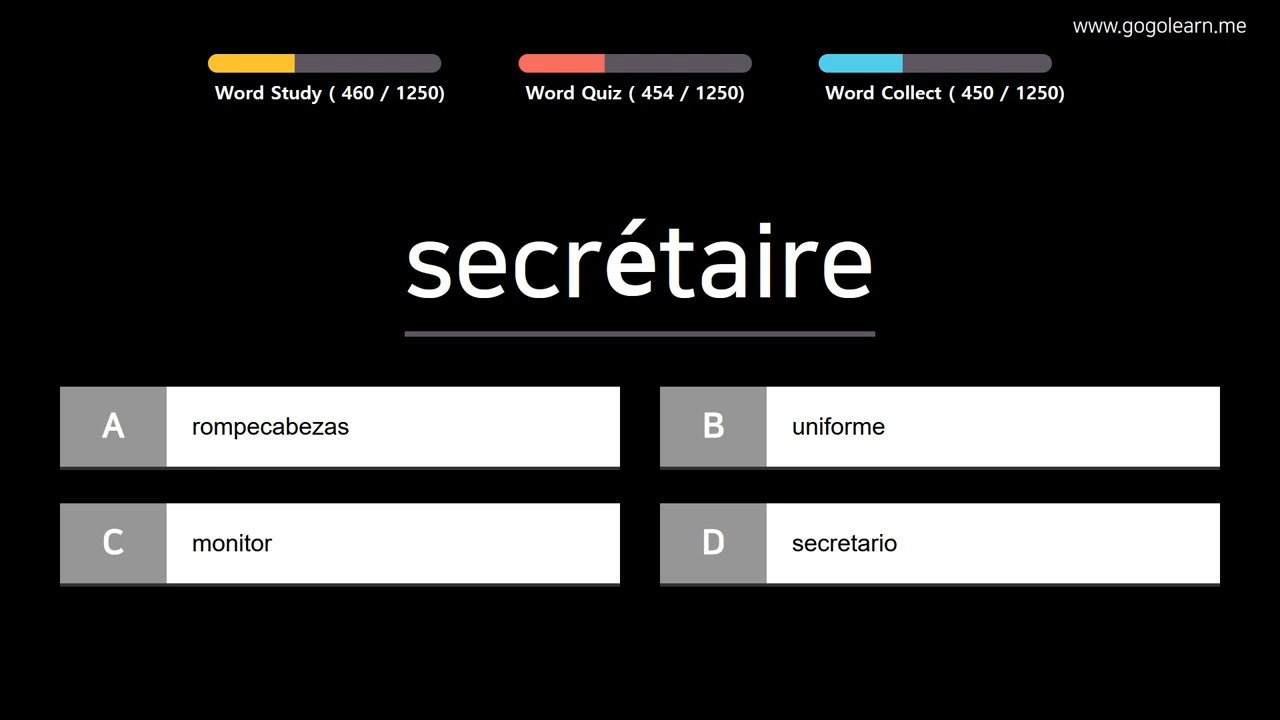 www.gogolearn.me
Word Study ( 460 / 1250)
Word Quiz ( 454 / 1250)
Word Collect ( 450 / 1250)
secrétaire
A rompecabezas
B uniforme
C monitor
D secretario